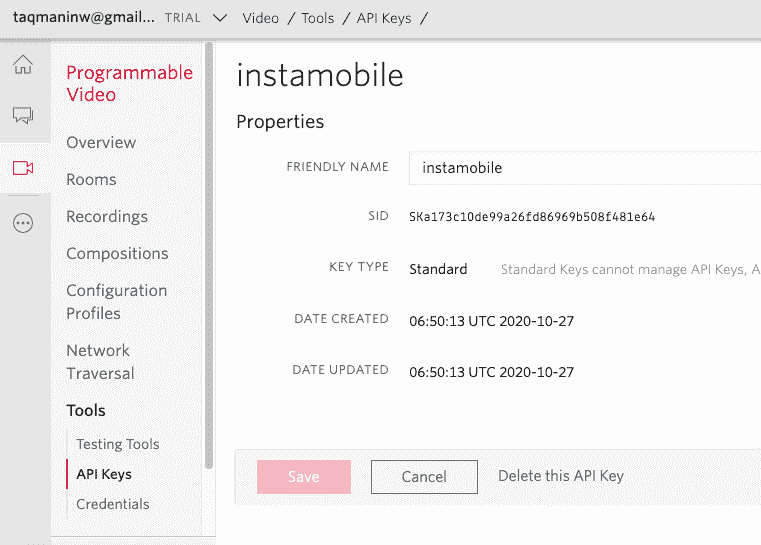 taqmaninw@gmail... TRIAL Video / Tools / API Keys /
Programmable
Video
Overview
Rooms
Recordings
Compositions
Configuration
Profiles
Network
Traversal
Tools
Testing Tools
API Keys
Credentials
instamobile
Properties
FRIENDLY NAME instamobile
SID SKa173c10de99a26fd86969b508f481e64
KEY TYPE Standard Standard Keys cannot manage API Keys, A
DATE CREATED 06:50:13 UTC 2020-10-27
DATE UPDATED 06:50:13 UTC 2020-10-27
Save Cancel Delete this API Key